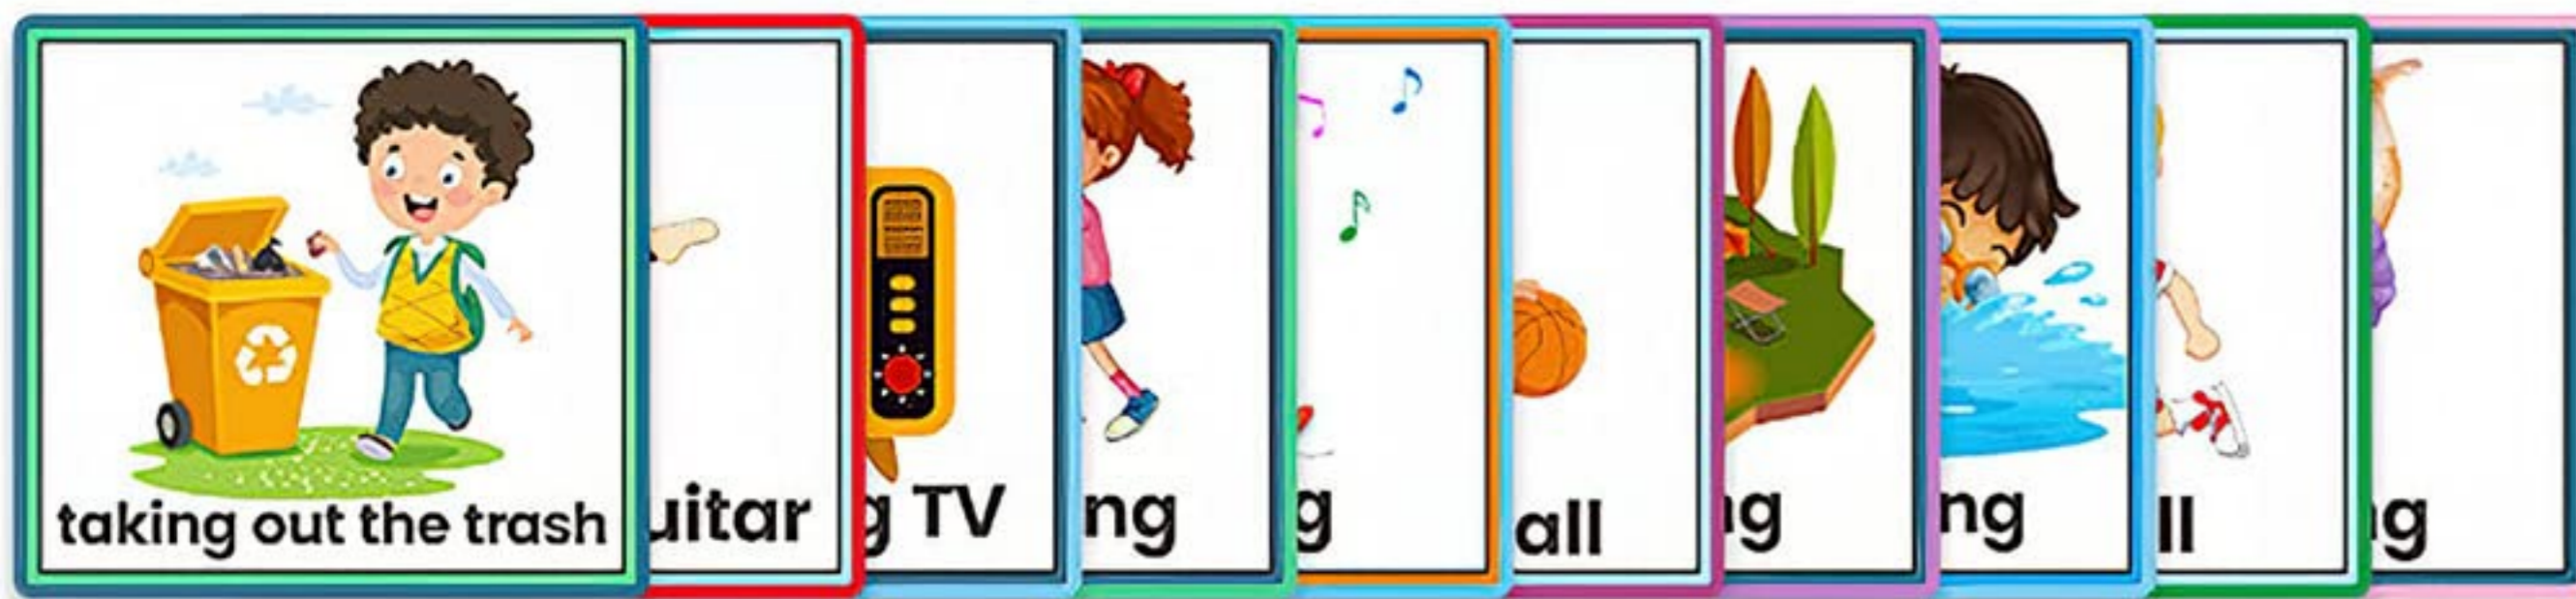 taking out the trash
uitar
g TV
ng
g
all
ng
ng
ll
ng